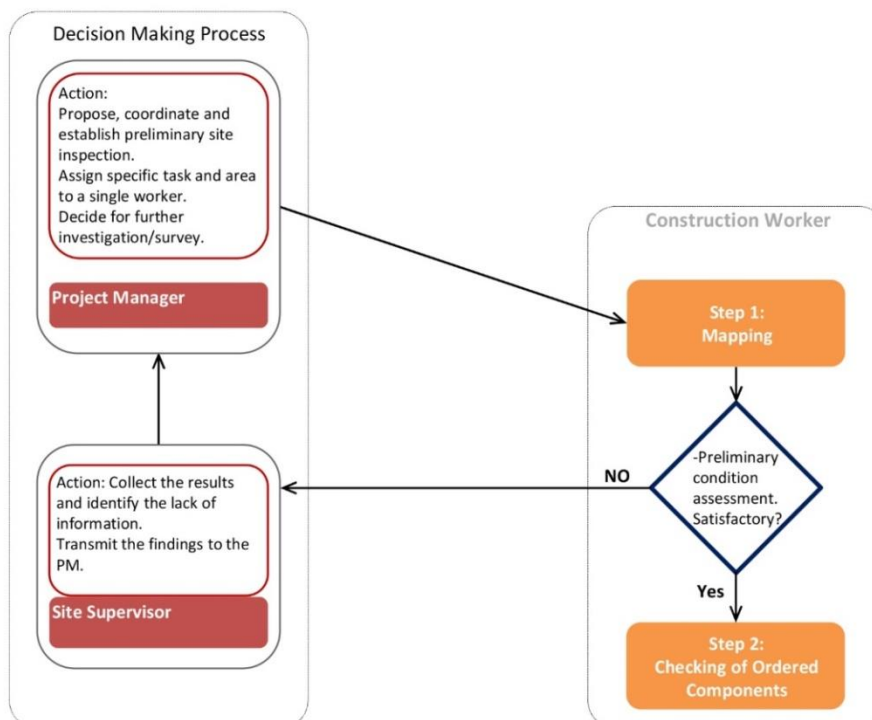 Decision Making Process
Action:
Propose, coordinate and
establish preliminary site
inspection.
Assign specific task and area
to a single worker.
Decide for further
investigation/survey.
Project Manager
Action: Collect the results
and identify the lack of
information.
Transmit the findings to the
PM.
Site Supervisor
Construction Worker
Step 1:
Mapping
-Preliminary
condition
assessment.
Satisfactory?
NO
Yes
Step 2:
Checking of Ordered
Components